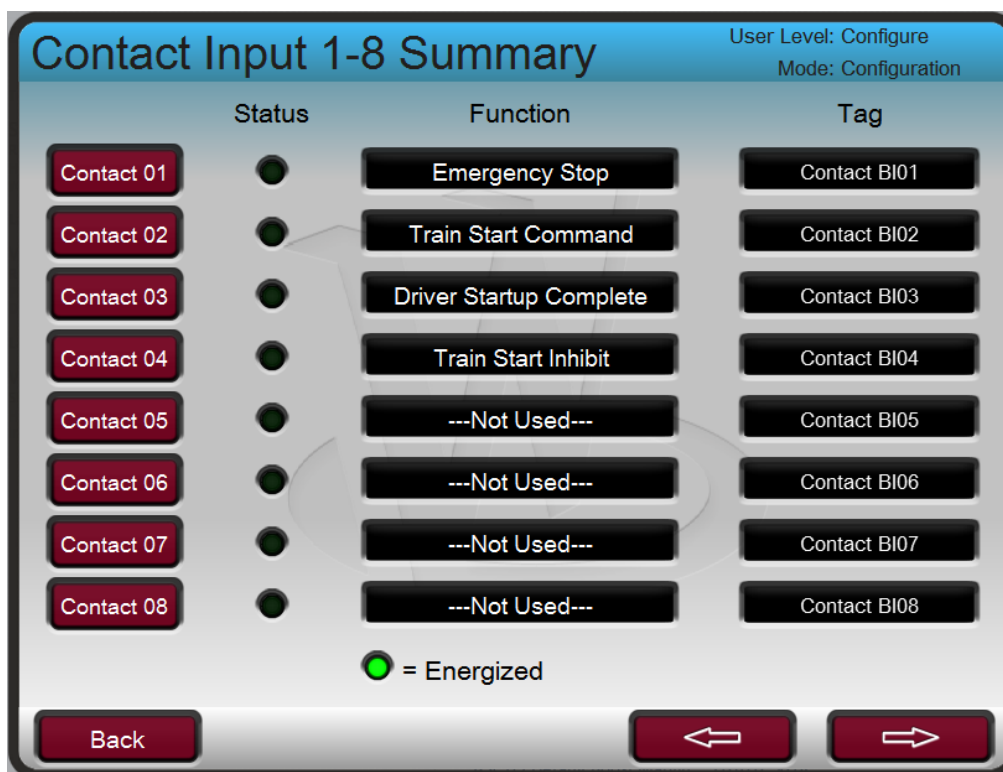 Contact Input 1-8 Summary
User Level: Configure
Mode: Configuration
Status Function Tag
Contact 01 Emergency Stop Contact BI01
Contact 02 Train Start Command Contact BI02
Contact 03 Driver Startup Complete Contact BI03
Contact 04 Train Start Inhibit Contact BI04
Contact 05 ---Not Used--- Contact BI05
Contact 06 ---Not Used--- Contact BI06
Contact 07 ---Not Used--- Contact BI07
Contact 08 ---Not Used--- Contact BI08
= Energized
Back